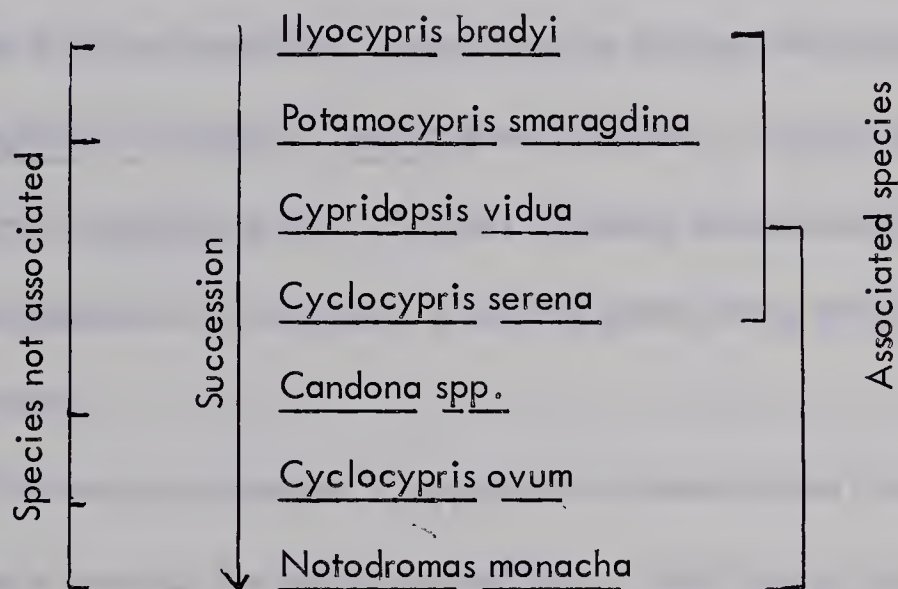 Ilyocypris bradyi
Potamocypris smaragdina
Cypridopsis vidua
Cyclocypris serena
Candona spp.
Cyclocypris ovum
Notodromas monacha
Species not associated
Succession
Associated species